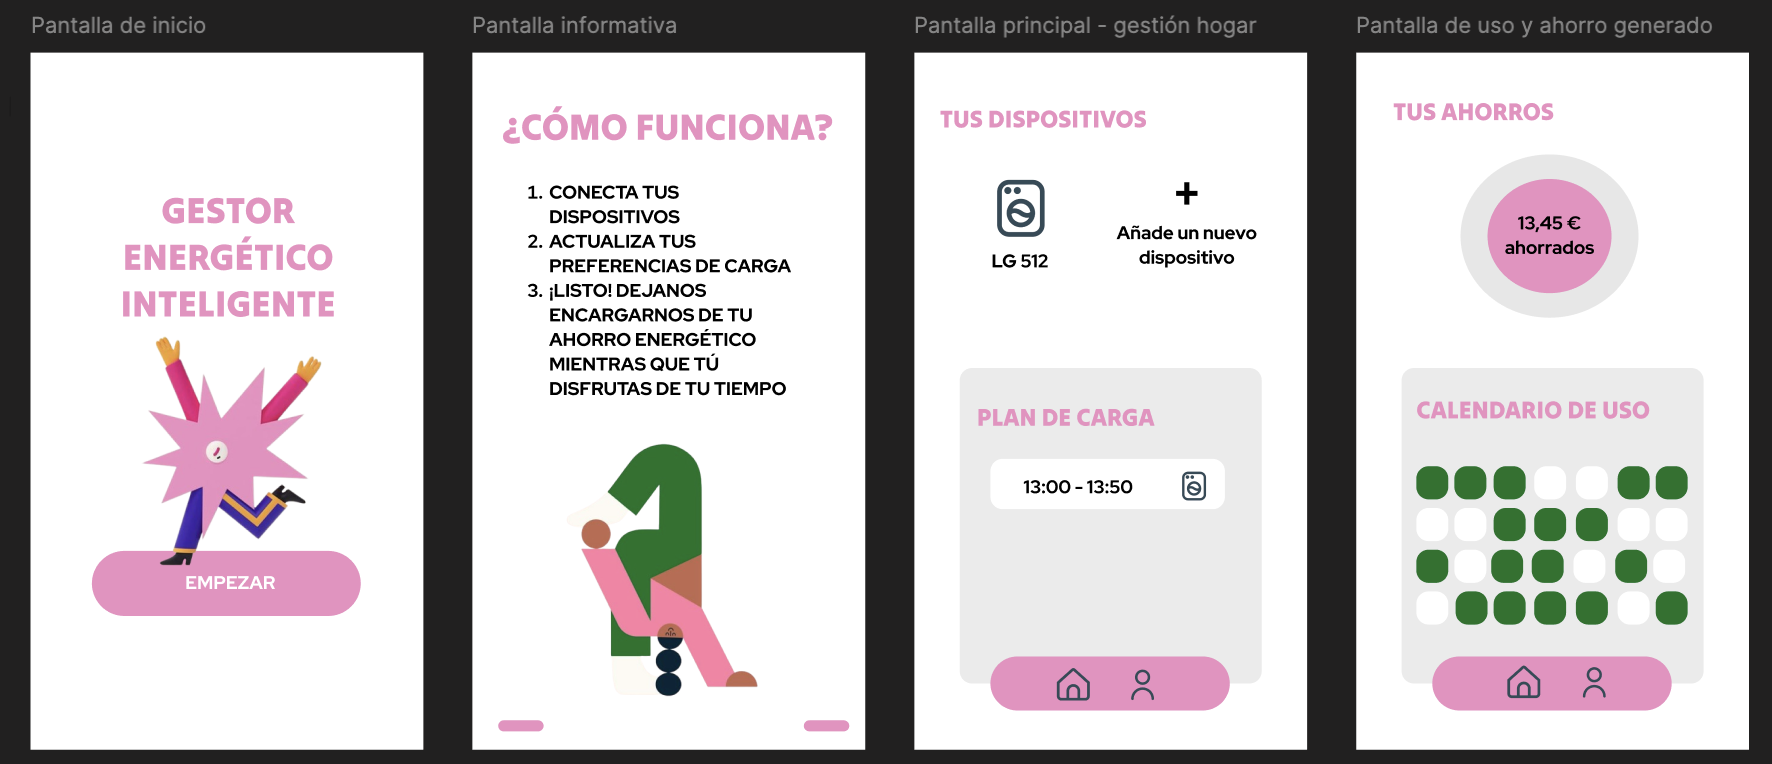 Pantalla de inicio
GESTOR
ENERGÉTICO
INTELIGENTE
EMPEZAR
Pantalla informativa
¿CÓMO FUNCIONA?
1. CONECTA TUS
DISPOSITIVOS
2. ACTUALIZA TUS
PREFERENCIAS DE CARGA
3. ¡LISTO! DEJANOS
ENCARGARNOS DE TU
AHORRO ENERGÉTICO
MIENTRAS QUE TÚ
DISFRUTAS DE TU TIEMPO
Pantalla principal - gestión hogar
TUS DISPOSITIVOS
LG 512
+
Añade un nuevo
dispositivo
PLAN DE CARGA
13:00 - 13:50
Pantalla de uso y ahorro generado
TUS AHORROS
13,45 €
ahorrados
CALENDARIO DE USO